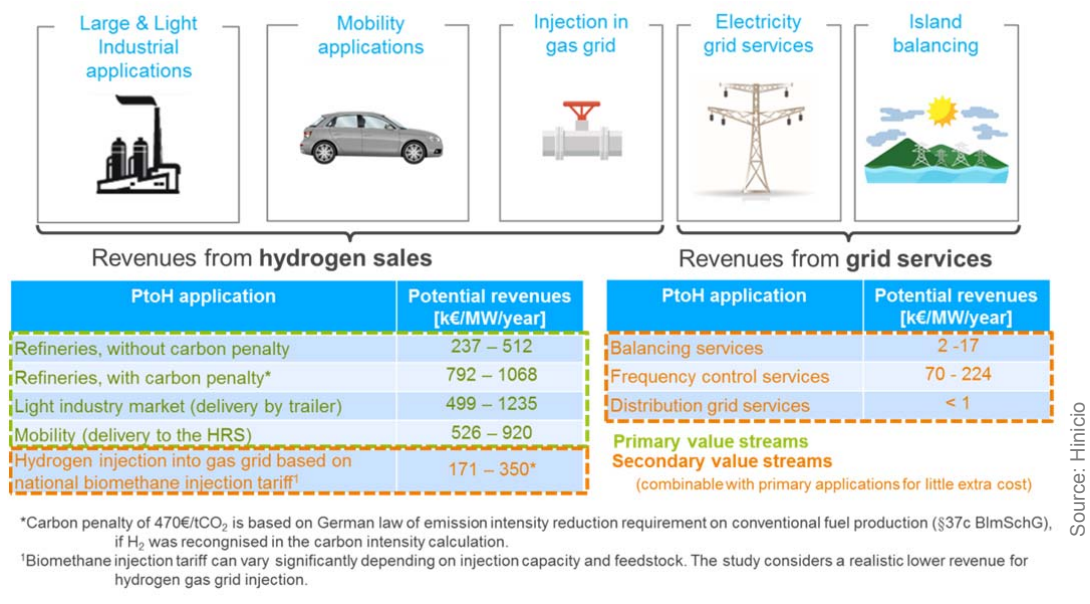 Large & Light
Industrial
applications
Mobility
applications
Injection in
gas grid
Electricity
grid services
Island
balancing
Revenues from hydrogen sales
Revenues from grid services
PtoH application
Potential revenues
[k€/MW/year]
Refineries, without carbon penalty
237 – 512
Refineries, with carbon penalty*
792 – 1068
Light industry market (delivery by trailer)
499 – 1235
Mobility (delivery to the HRS)
526 – 920
Hydrogen injection into gas grid based on
national biomethane injection tariff¹
171 – 350*
PtoH application
Potential revenues
[k€/MW/year]
Balancing services
2 -17
Frequency control services
70 - 224
Distribution grid services
< 1
Primary value streams
Secondary value streams
(combinable with primary applications for little extra cost)
*Carbon penalty of 470€/tCO₂ is based on German law of emission intensity reduction requirement on conventional fuel production (§37c BlmSchG),
if H₂ was recongnised in the carbon intensity calculation.
¹Biomethane injection tariff can vary significantly depending on injection capacity and feedstock. The study considers a realistic lower revenue for
hydrogen gas grid injection.
Source: Hinicio